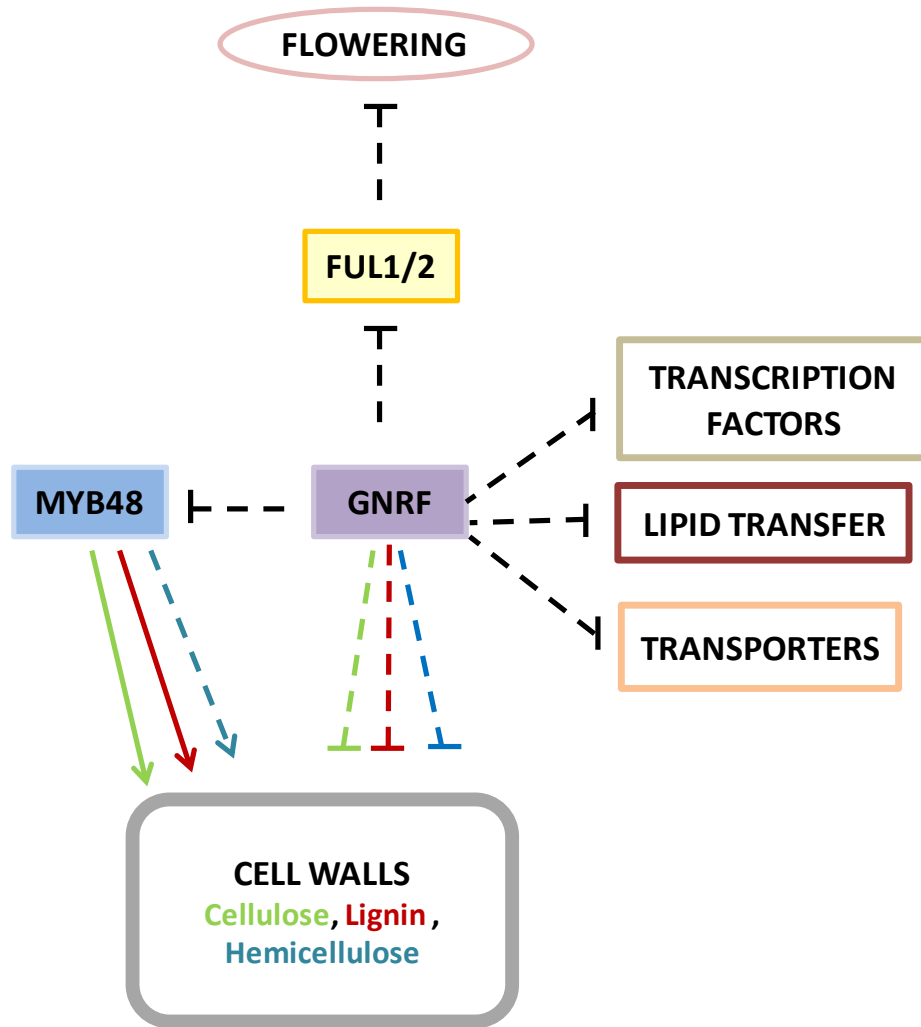 FLOWERING
FUL1/2
TRANSCRIPTION
FACTORS
MYB48
GNRF
LIPID TRANSFER
TRANSPORTERS
CELL WALLS
Cellulose, Lignin ,
Hemicellulose